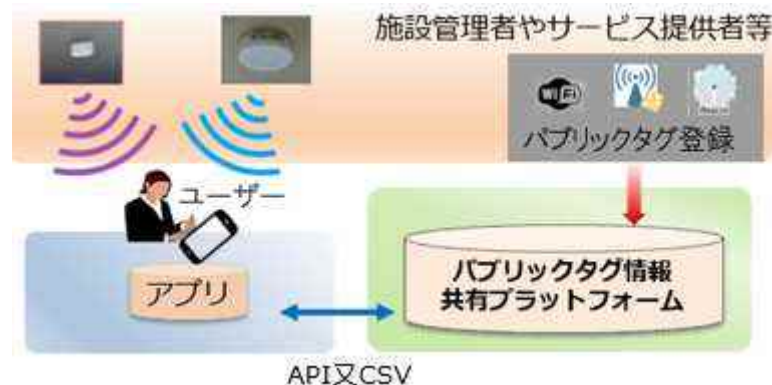 施設管理者やサービス提供者等
Wi Fi
パブリックタグ登録
ユーザー
アプリ
パブリックタグ情報
共有プラットフォーム
API又CSV